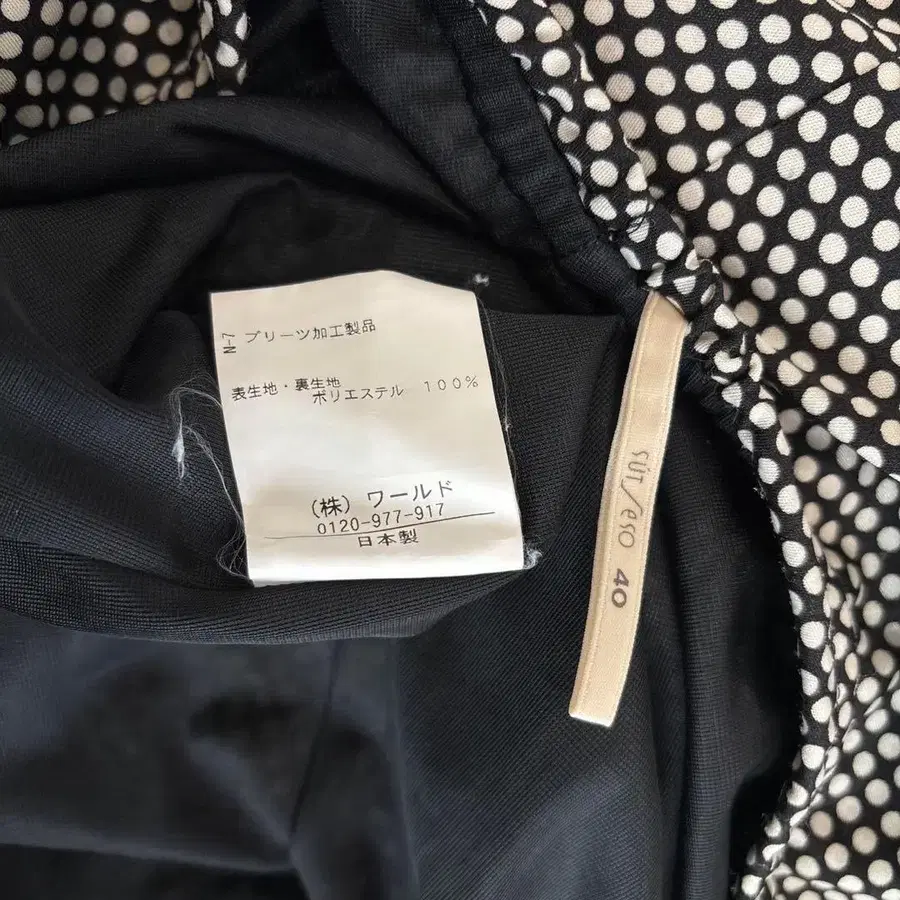 N-7 プリーツ加工製品
表生地・裏生地
ポリエステル 100%
(株) ワールド
0120-977-917
日本製
SÜT/eso 40